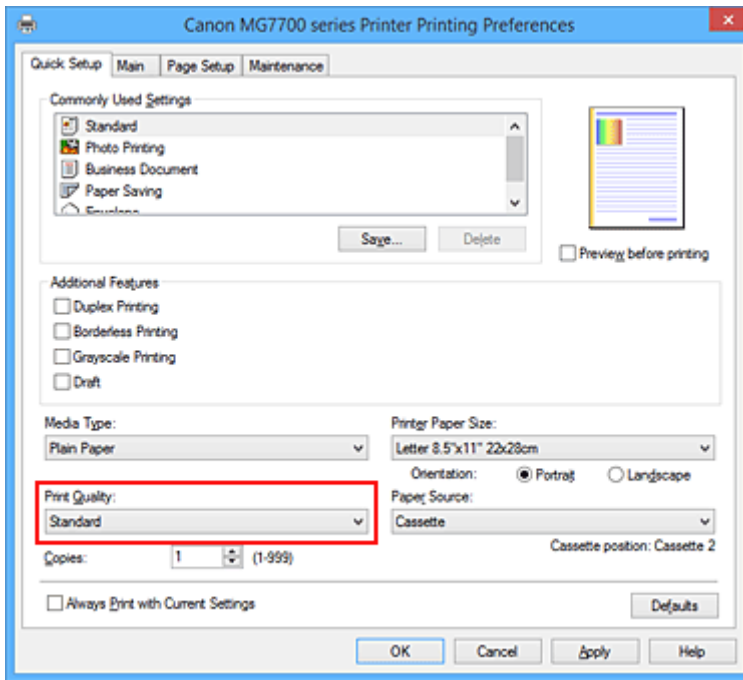 Canon MG7700 series Printer Printing Preferences
Quick Setup Main Page Setup Maintenance
Commonly Used Settings
Standard
Photo Printing
Business Document
Paper Saving
Envelope
Save... Delete
Preview before printing
Additional Features
Duplex Printing
Borderless Printing
Grayscale Printing
Draft
Media Type: Printer Paper Size:
Plain Paper Letter 8.5"x11" 22x28cm
Orientation: Portrait Landscape
Print Quality: Paper Source:
Standard Cassette
Cassette position: Cassette 2
Copies: 1 (1-999)
Always Print with Current Settings Defaults
OK Cancel Apply Help